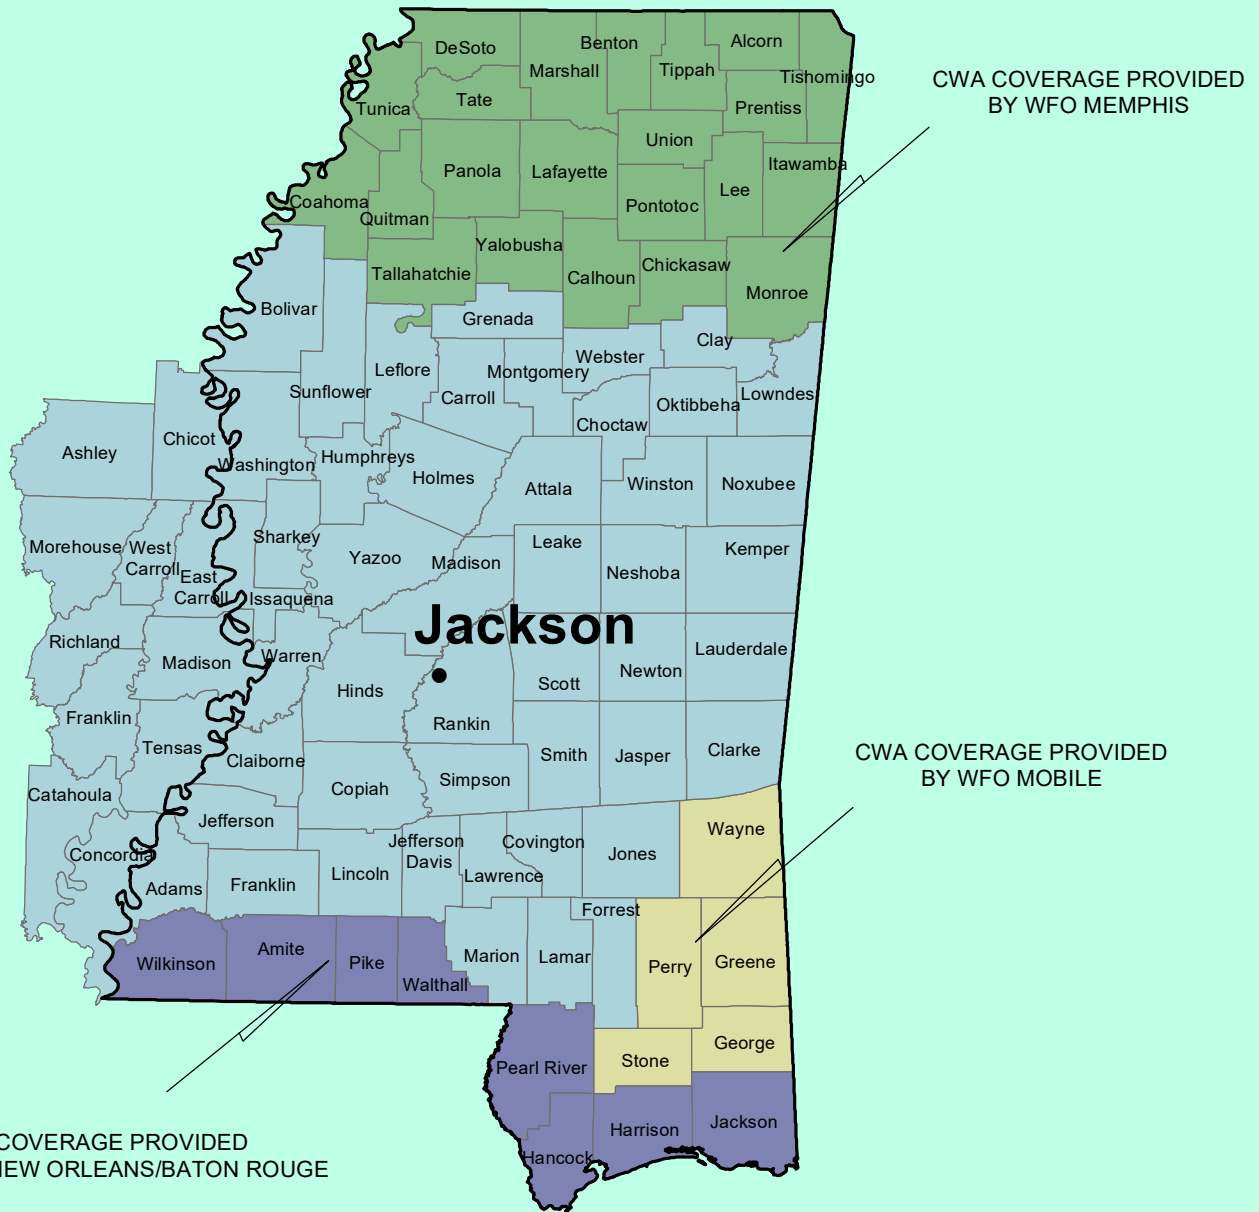 DeSoto
Benton
Alcorn
Marshall
Tippah
Tishomingo
CWA COVERAGE PROVIDED
BY WFO MEMPHIS
Tunica
Tate
Prentiss
Union
Itawamba
Panola
Lafayette
Lee
Coahoma
Quitman
Pontotoc
Yalobusha
Tallahatchie
Calhoun
Chickasaw
Monroe
Bolivar
Grenada
Clay
Webster
Leflore
Montgomery
Sunflower
Carroll
Oktibbeha
Lowndes
Choctaw
Ashley
Chicot
Washington
Humphreys
Holmes
Attala
Winston
Noxubee
Morehouse
West
Carroll
East
Carroll
Sharkey
Yazoo
Madison
Leake
Neshoba
Kemper
Issaquena
Jackson
Richland
Madison
Warren
Hinds
Rankin
Scott
Newton
Lauderdale
Franklin
Tensas
Claiborne
Copiah
Simpson
Smith
Jasper
Clarke
CWA COVERAGE PROVIDED
BY WFO MOBILE
Catahoula
Jefferson
Concordia
Adams
Franklin
Lincoln
Jefferson
Davis
Lawrence
Covington
Jones
Wayne
Forrest
Wilkinson
Amite
Pike
Walthall
Marion
Lamar
Perry
Greene
Pearl River
Stone
George
Hancock
Harrison
Jackson
COVERAGE PROVIDED
NEW ORLEANS/BATON ROUGE